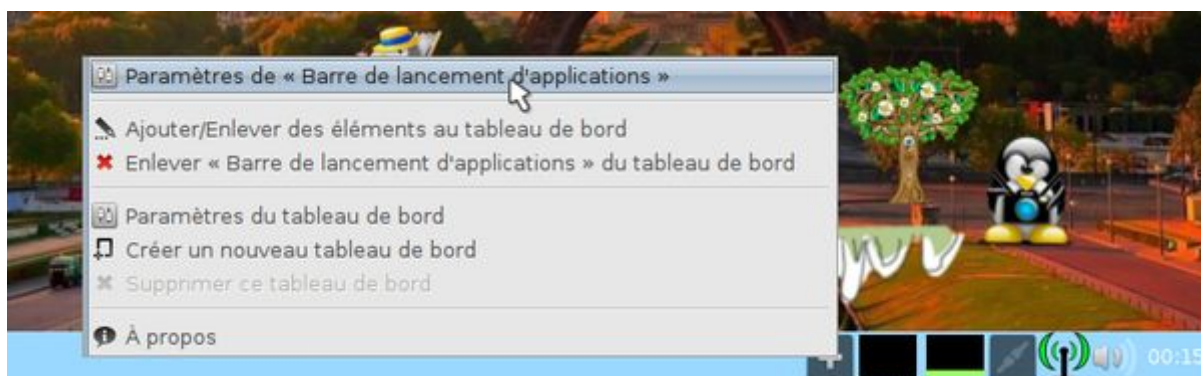 Paramètres de « Barre de lancement d'applications »
Ajouter/Enlever des éléments au tableau de bord
Enlever « Barre de lancement d'applications » du tableau de bord
Paramètres du tableau de bord
Créer un nouveau tableau de bord
Supprimer ce tableau de bord
À propos
00:15